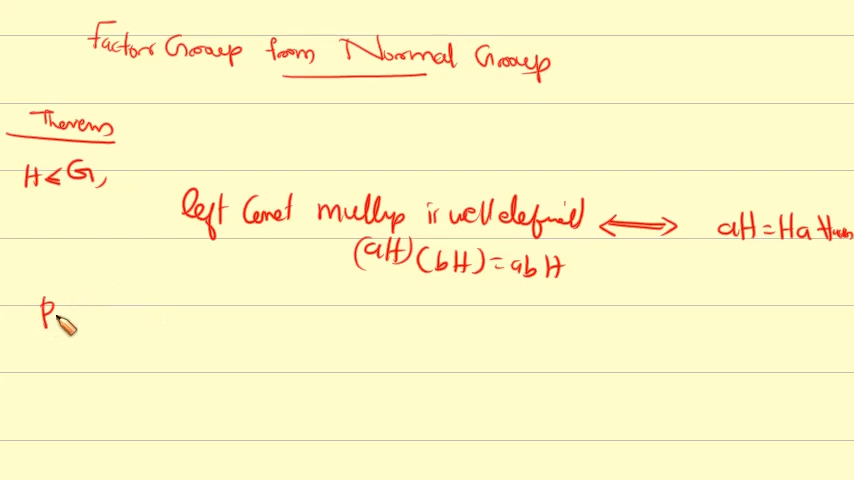 Factor Group from Normal Group
Theorem
H ≤ G,
left Coset multip is well defined ⟺ aH = Ha
(aH)(bH) = abH
P